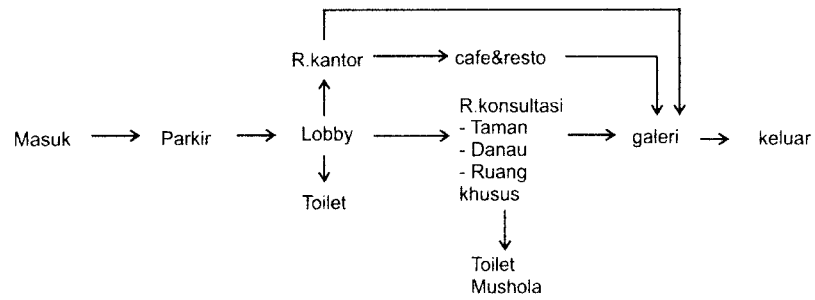 R.kantor
cafe&resto
Masuk
Parkir
Lobby
R.konsultasi
- Taman
- Danau
- Ruang
khusus
galeri
keluar
Toilet
Toilet
Mushola